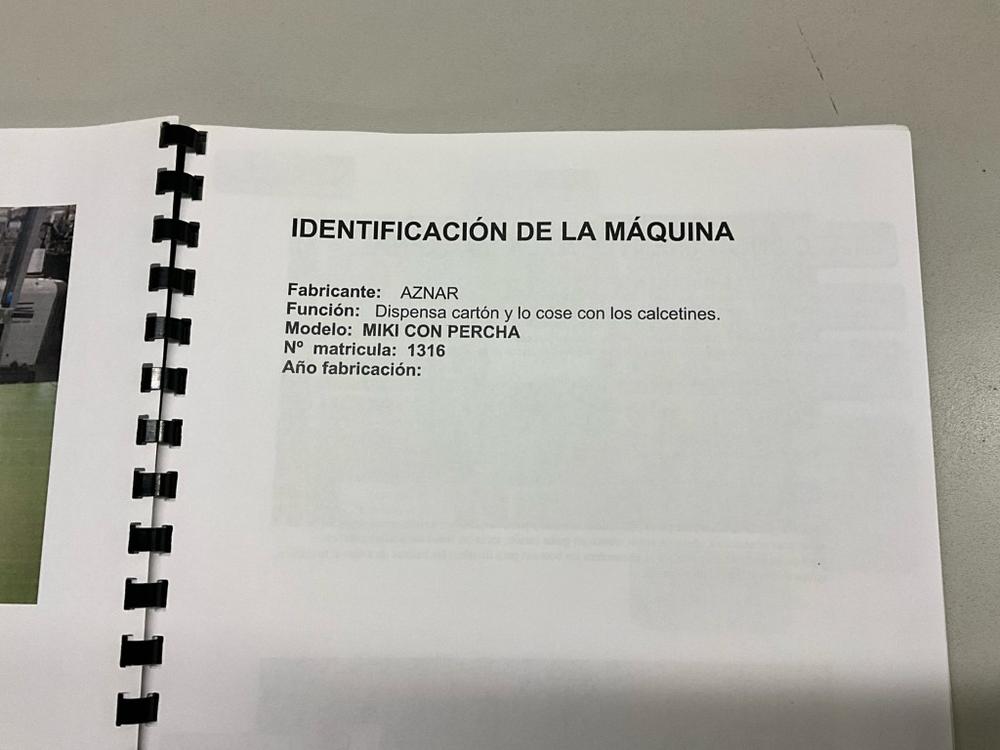 IDENTIFICACIÓN DE LA MÁQUINA
Fabricante: AZNAR
Función: Dispensa cartón y lo cose con los calcetines.
Modelo: MIKI CON PERCHA
Nº matricula: 1316
Año fabricación: